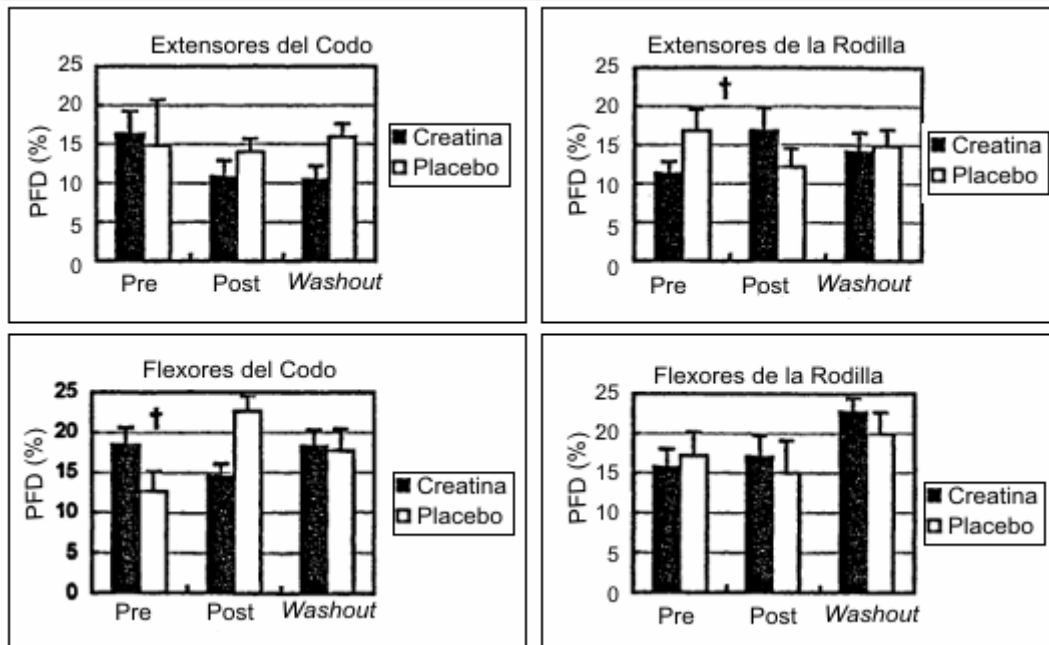 Extensores del Codo
25
20
15
10
5
0
PFD (%)
Pre
Post
Washout
Creatina
Placebo
Extensores de la Rodilla
25
20
15
10
5
0
PFD (%)
†
Pre
Post
Washout
Creatina
Placebo
Flexores del Codo
25
20
15
10
5
0
PFD (%)
†
Pre
Post
Washout
Creatina
Placebo
Flexores de la Rodilla
25
20
15
10
5
0
PFD (%)
Pre
Post
Washout
Creatina
Placebo